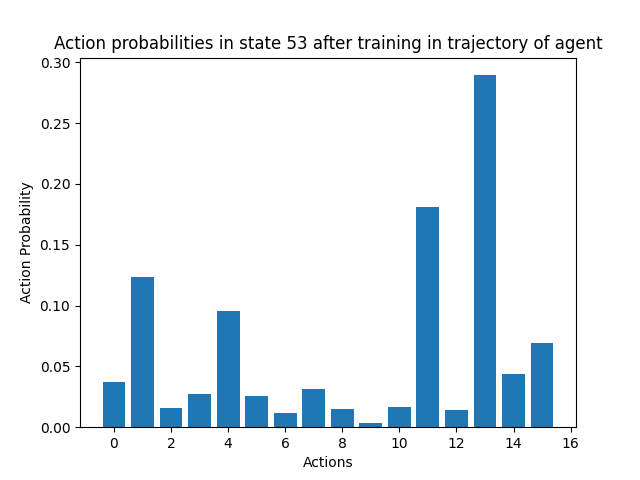 Action probabilities in state 53 after training in trajectory of agent
0.30
0.25
0.20
0.15
0.10
0.05
0.00
Action Probability
0 2 4 6 8 10 12 14 16
Actions